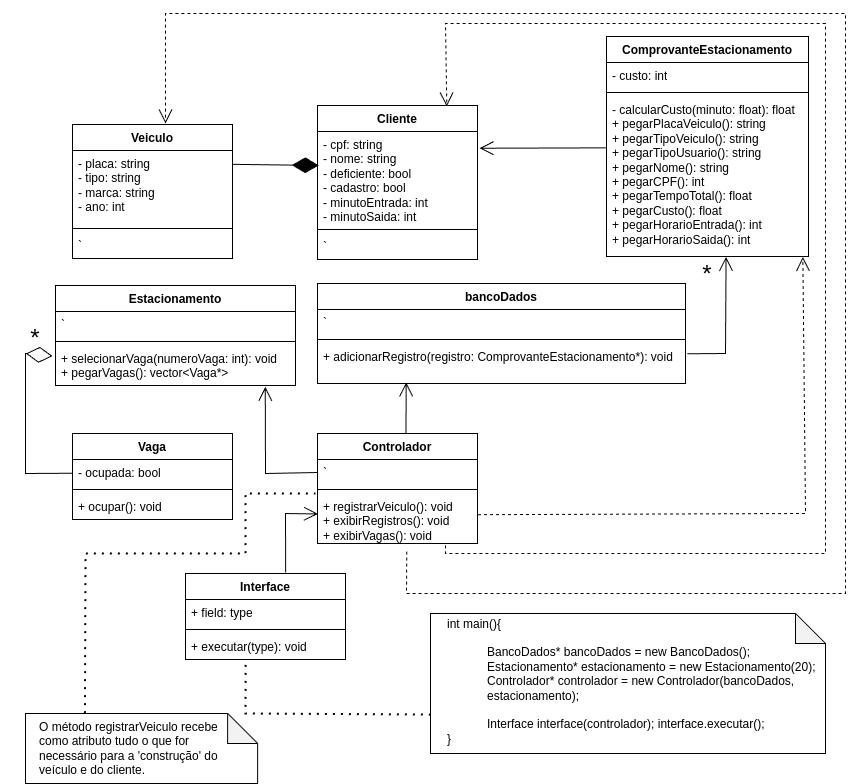 ComprovanteEstacionamento
- custo: int
- calcularCusto(minuto: float): float
+ pegarPlacaVeiculo(): string
+ pegarTipoVeiculo(): string
+ pegarTipoUsuario(): string
+ pegarNome(): string
+ pegarCPF(): int
+ pegarTempoTotal(): float
+ pegarCusto(): float
+ pegarHorarioEntrada(): int
+ pegarHorarioSaida(): int
Cliente
- cpf: string
- nome: string
- deficiente: bool
- cadastro: bool
- minutoEntrada: int
- minutoSaida: int
`
Veiculo
- placa: string
- tipo: string
- marca: string
- ano: int
`
*
Estacionamento
`
+ selecionarVaga(numeroVaga: int): void
+ pegarVagas(): vector<Vaga*>
*
bancoDados
`
+ adicionarRegistro(registro: ComprovanteEstacionamento*): void
Vaga
- ocupada: bool
+ ocupar(): void
Controlador
`
+ registrarVeiculo(): void
+ exibirRegistros(): void
+ exibirVagas(): void
Interface
+ field: type
+ executar(type): void
int main(){
BancoDados* bancoDados = new BancoDados();
Estacionamento* estacionamento = new Estacionamento(20);
Controlador* controlador = new Controlador(bancoDados,
estacionamento);
Interface interface(controlador); interface.executar();
}
O método registrarVeiculo recebe
como atributo tudo o que for
necessário para a 'construção' do
veículo e do cliente.